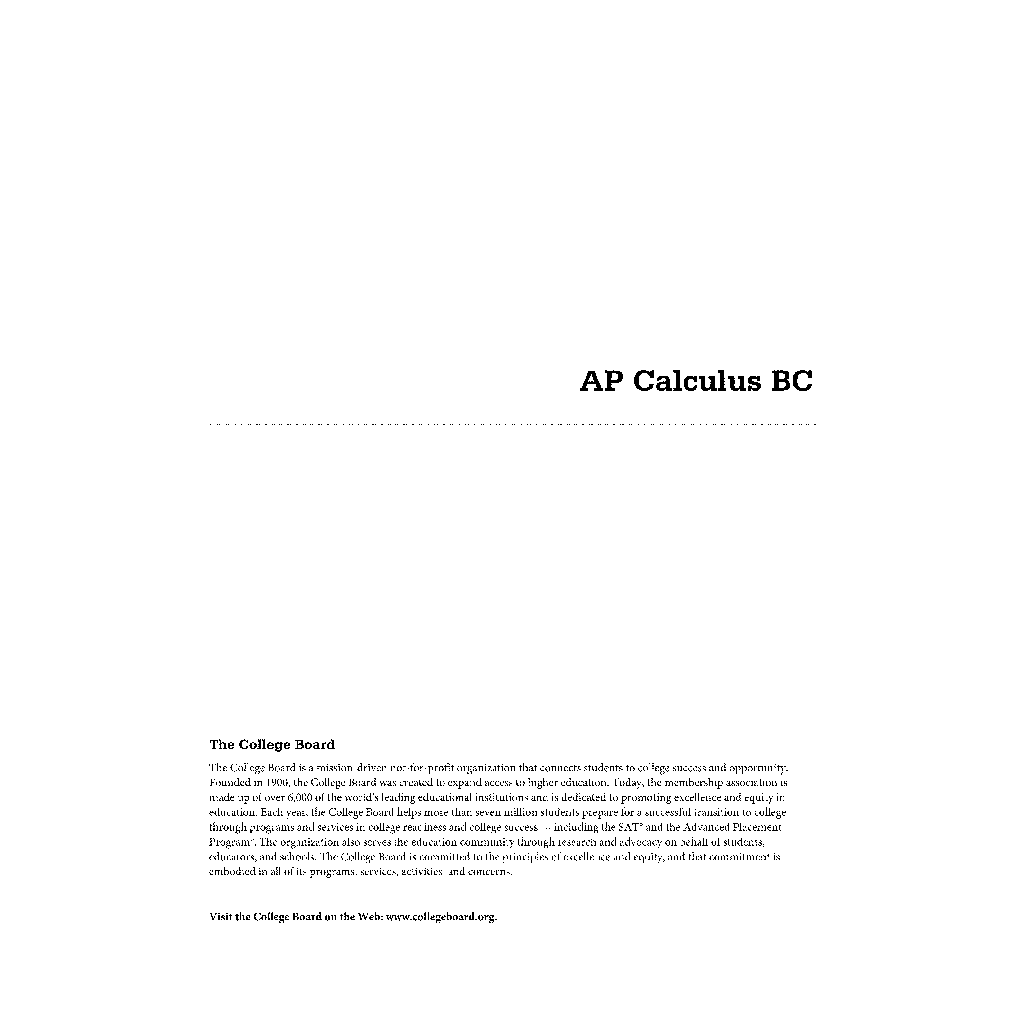 AP Calculus BC
The College Board
The College Board is a mission-driven not-for-profit organization that connects students to college success and opportunity.
Founded in 1900, the College Board was created to expand access to higher education. Today, the membership association is
made up of over 6,000 of the world's leading educational institutions and is dedicated to promoting excellence and equity in
education. Each year, the College Board helps more than seven million students prepare for a successful transition to college
through programs and services in college readiness and college success — including the SAT® and the Advanced Placement
Program®. The organization also serves the education community through research and advocacy on behalf of students,
educators, and schools. The College Board is committed to the principles of excellence and equity, and that commitment is
embodied in all of its programs, services, activities, and concerns.
Visit the College Board on the Web: www.collegeboard.org.